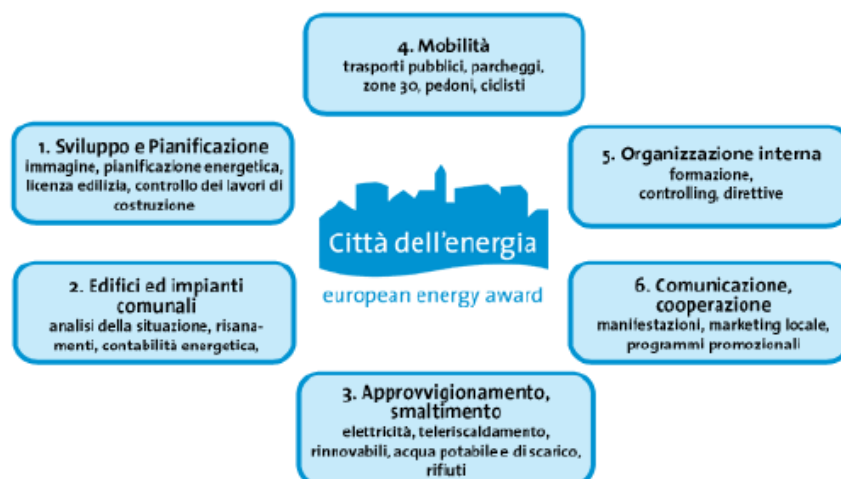 4. Mobilità
trasporti pubblici, parcheggi,
zone 30, pedoni, ciclisti
1. Sviluppo e Pianificazione
immagine, pianificazione energetica,
licenza edilizia, controllo dei lavori di
costruzione
5. Organizzazione interna
formazione,
controlling, direttive
Città dell'energia
european energy award
2. Edifici ed impianti
comunali
analisi della situazione, risana-
menti, contabilità energetica,
6. Comunicazione,
cooperazione
manifestazioni, marketing locale,
programmi promozionali
3. Approvvigionamento,
smaltimento
elettricità, teleriscaldamento,
rinnovabili, acqua potabile e di scarico,
rifiuti